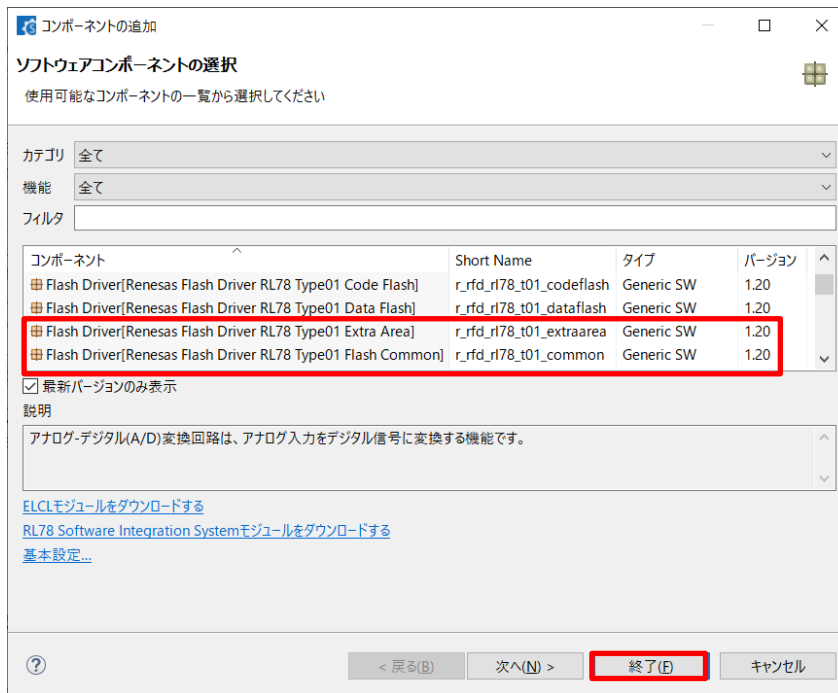 コンポーネントの追加
ソフトウェアコンポーネントの選択
使用可能なコンポーネントの一覧から選択してください
カテゴリ 全て
機能 全て
フィルタ
コンポーネント Short Name タイプ バージョン
Flash Driver[Renesas Flash Driver RL78 Type01 Code Flash] r_rfd_rl78_t01_codeflash Generic SW 1.20
Flash Driver[Renesas Flash Driver RL78 Type01 Data Flash] r_rfd_rl78_t01_dataflash Generic SW 1.20
Flash Driver[Renesas Flash Driver RL78 Type01 Extra Area] r_rfd_rl78_t01_extraarea Generic SW 1.20
Flash Driver[Renesas Flash Driver RL78 Type01 Flash Common] r_rfd_rl78_t01_common Generic SW 1.20
最新バージョンのみ表示
説明
アナログ-デジタル(A/D)変換回路は、アナログ入力をデジタル信号に変換する機能です。
ELCLモジュールをダウンロードする
RL78 Software Integration Systemモジュールをダウンロードする
基本設定...
< 戻る(B) 次へ(N) > 終了(F) キャンセル